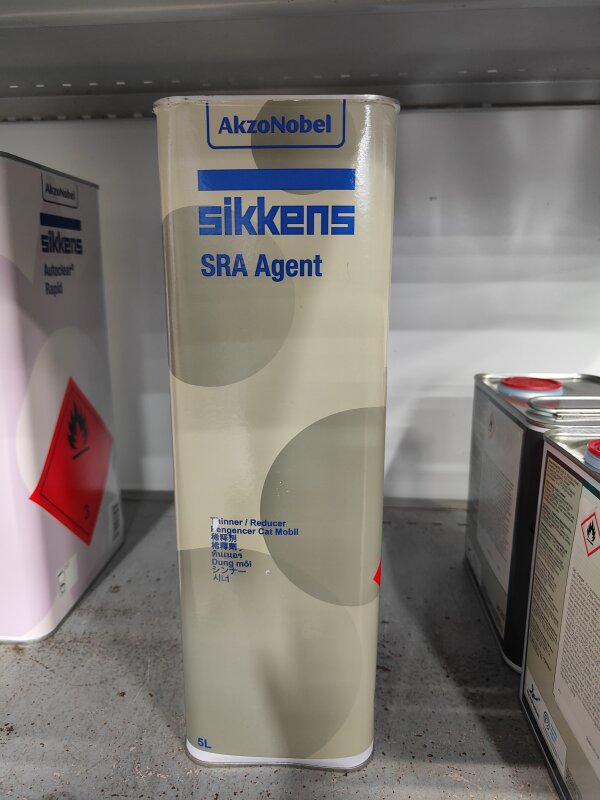 AkzoNobel
sikkens
SRA Agent
Thinner / Reducer
Pengencer Cat Mobil
稀释剂
稀釋劑
ทินเนอร์
Dung môi
シンナー
시너
5L
AkzoNobel
sikkens
Autoclear®
Rapid